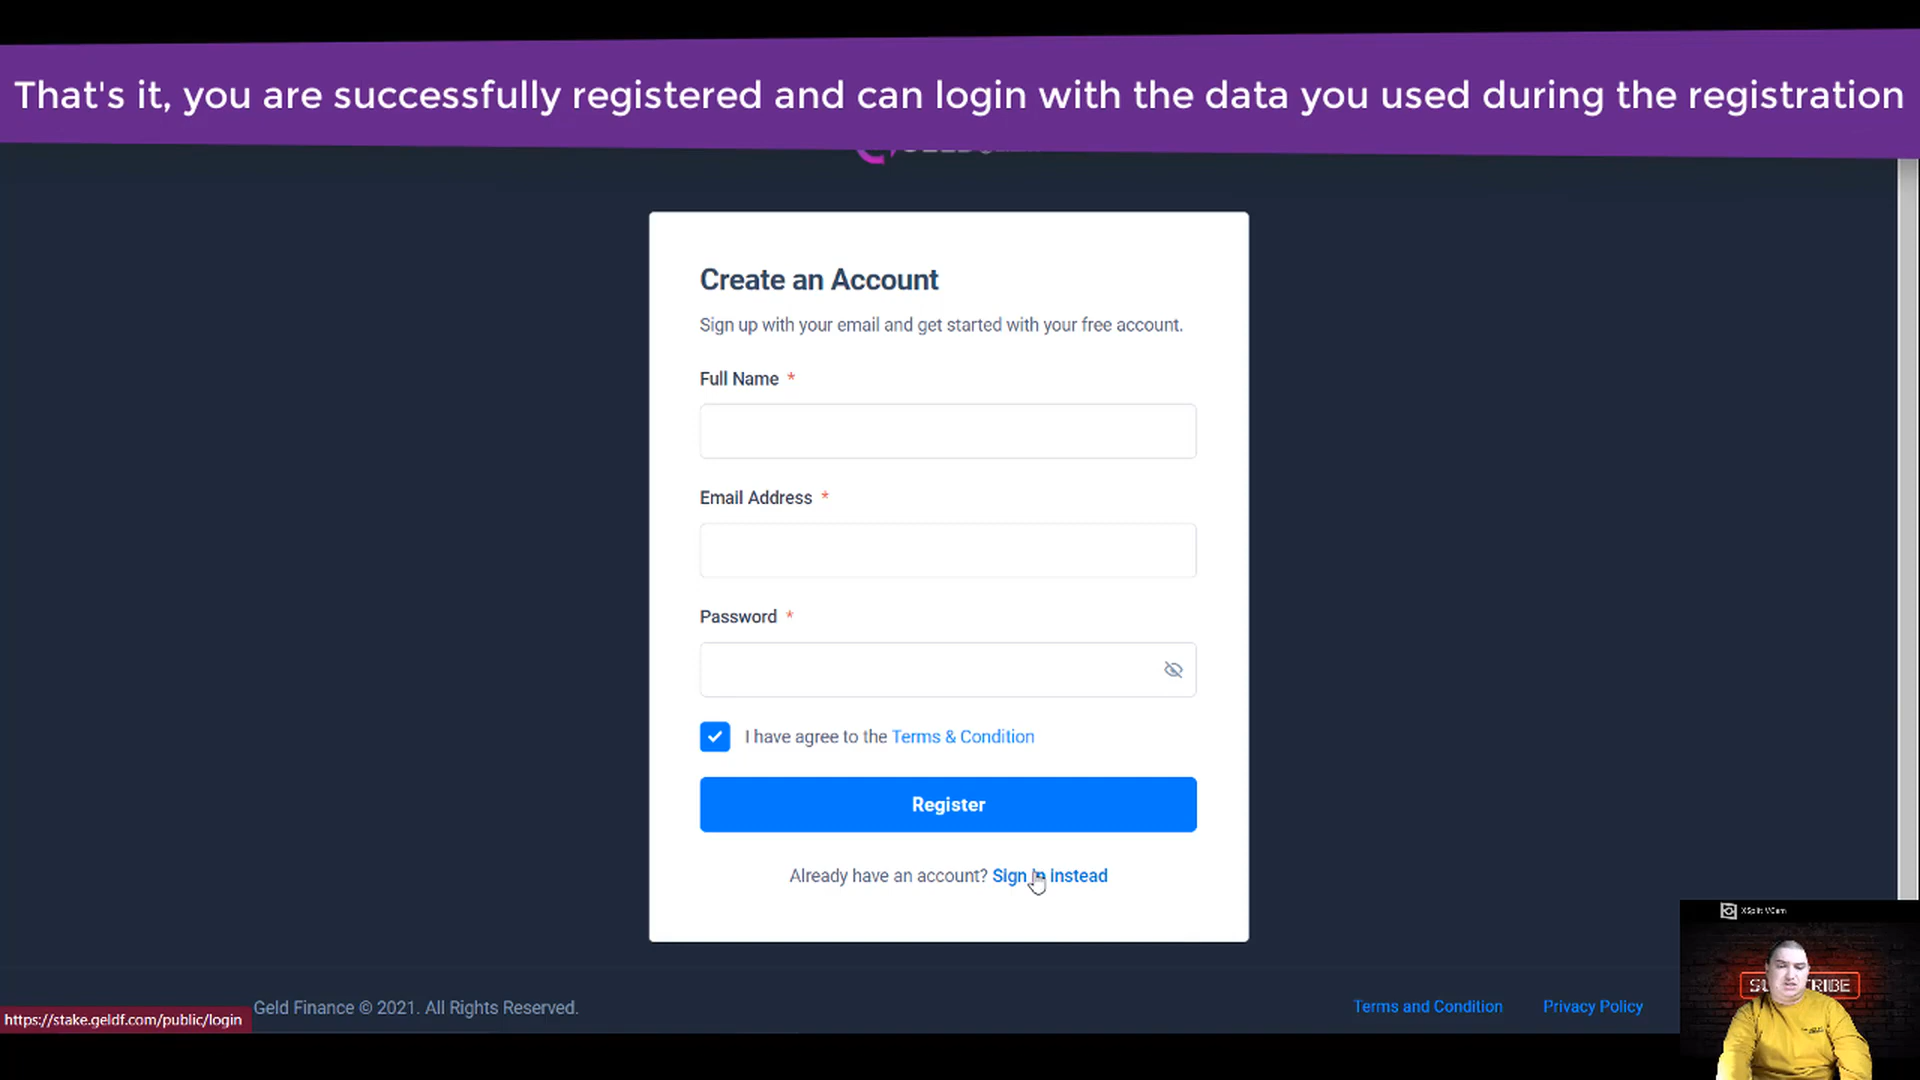 That's it, you are successfully registered and can login with the data you used during the registration
Create an Account
Sign up with your email and get started with your free account.
Full Name *
Email Address *
Password *
I have agree to the Terms & Condition
Register
Already have an account? Sign in instead
XSplit VCam
Geld Finance © 2021. All Rights Reserved.
Terms and Condition
Privacy Policy
https://stake.geldf.com/public/login